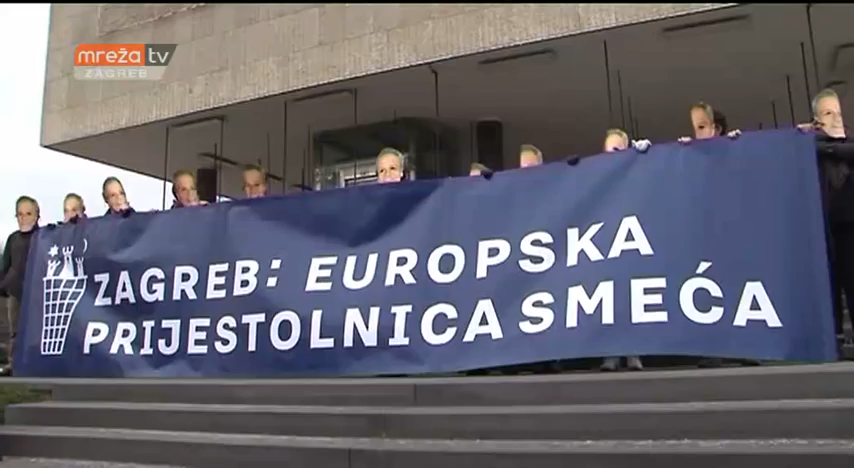 mreža tv
ZAGREB
ZAGREB: EUROPSKA
PRIJESTOLNICA SMEĆA